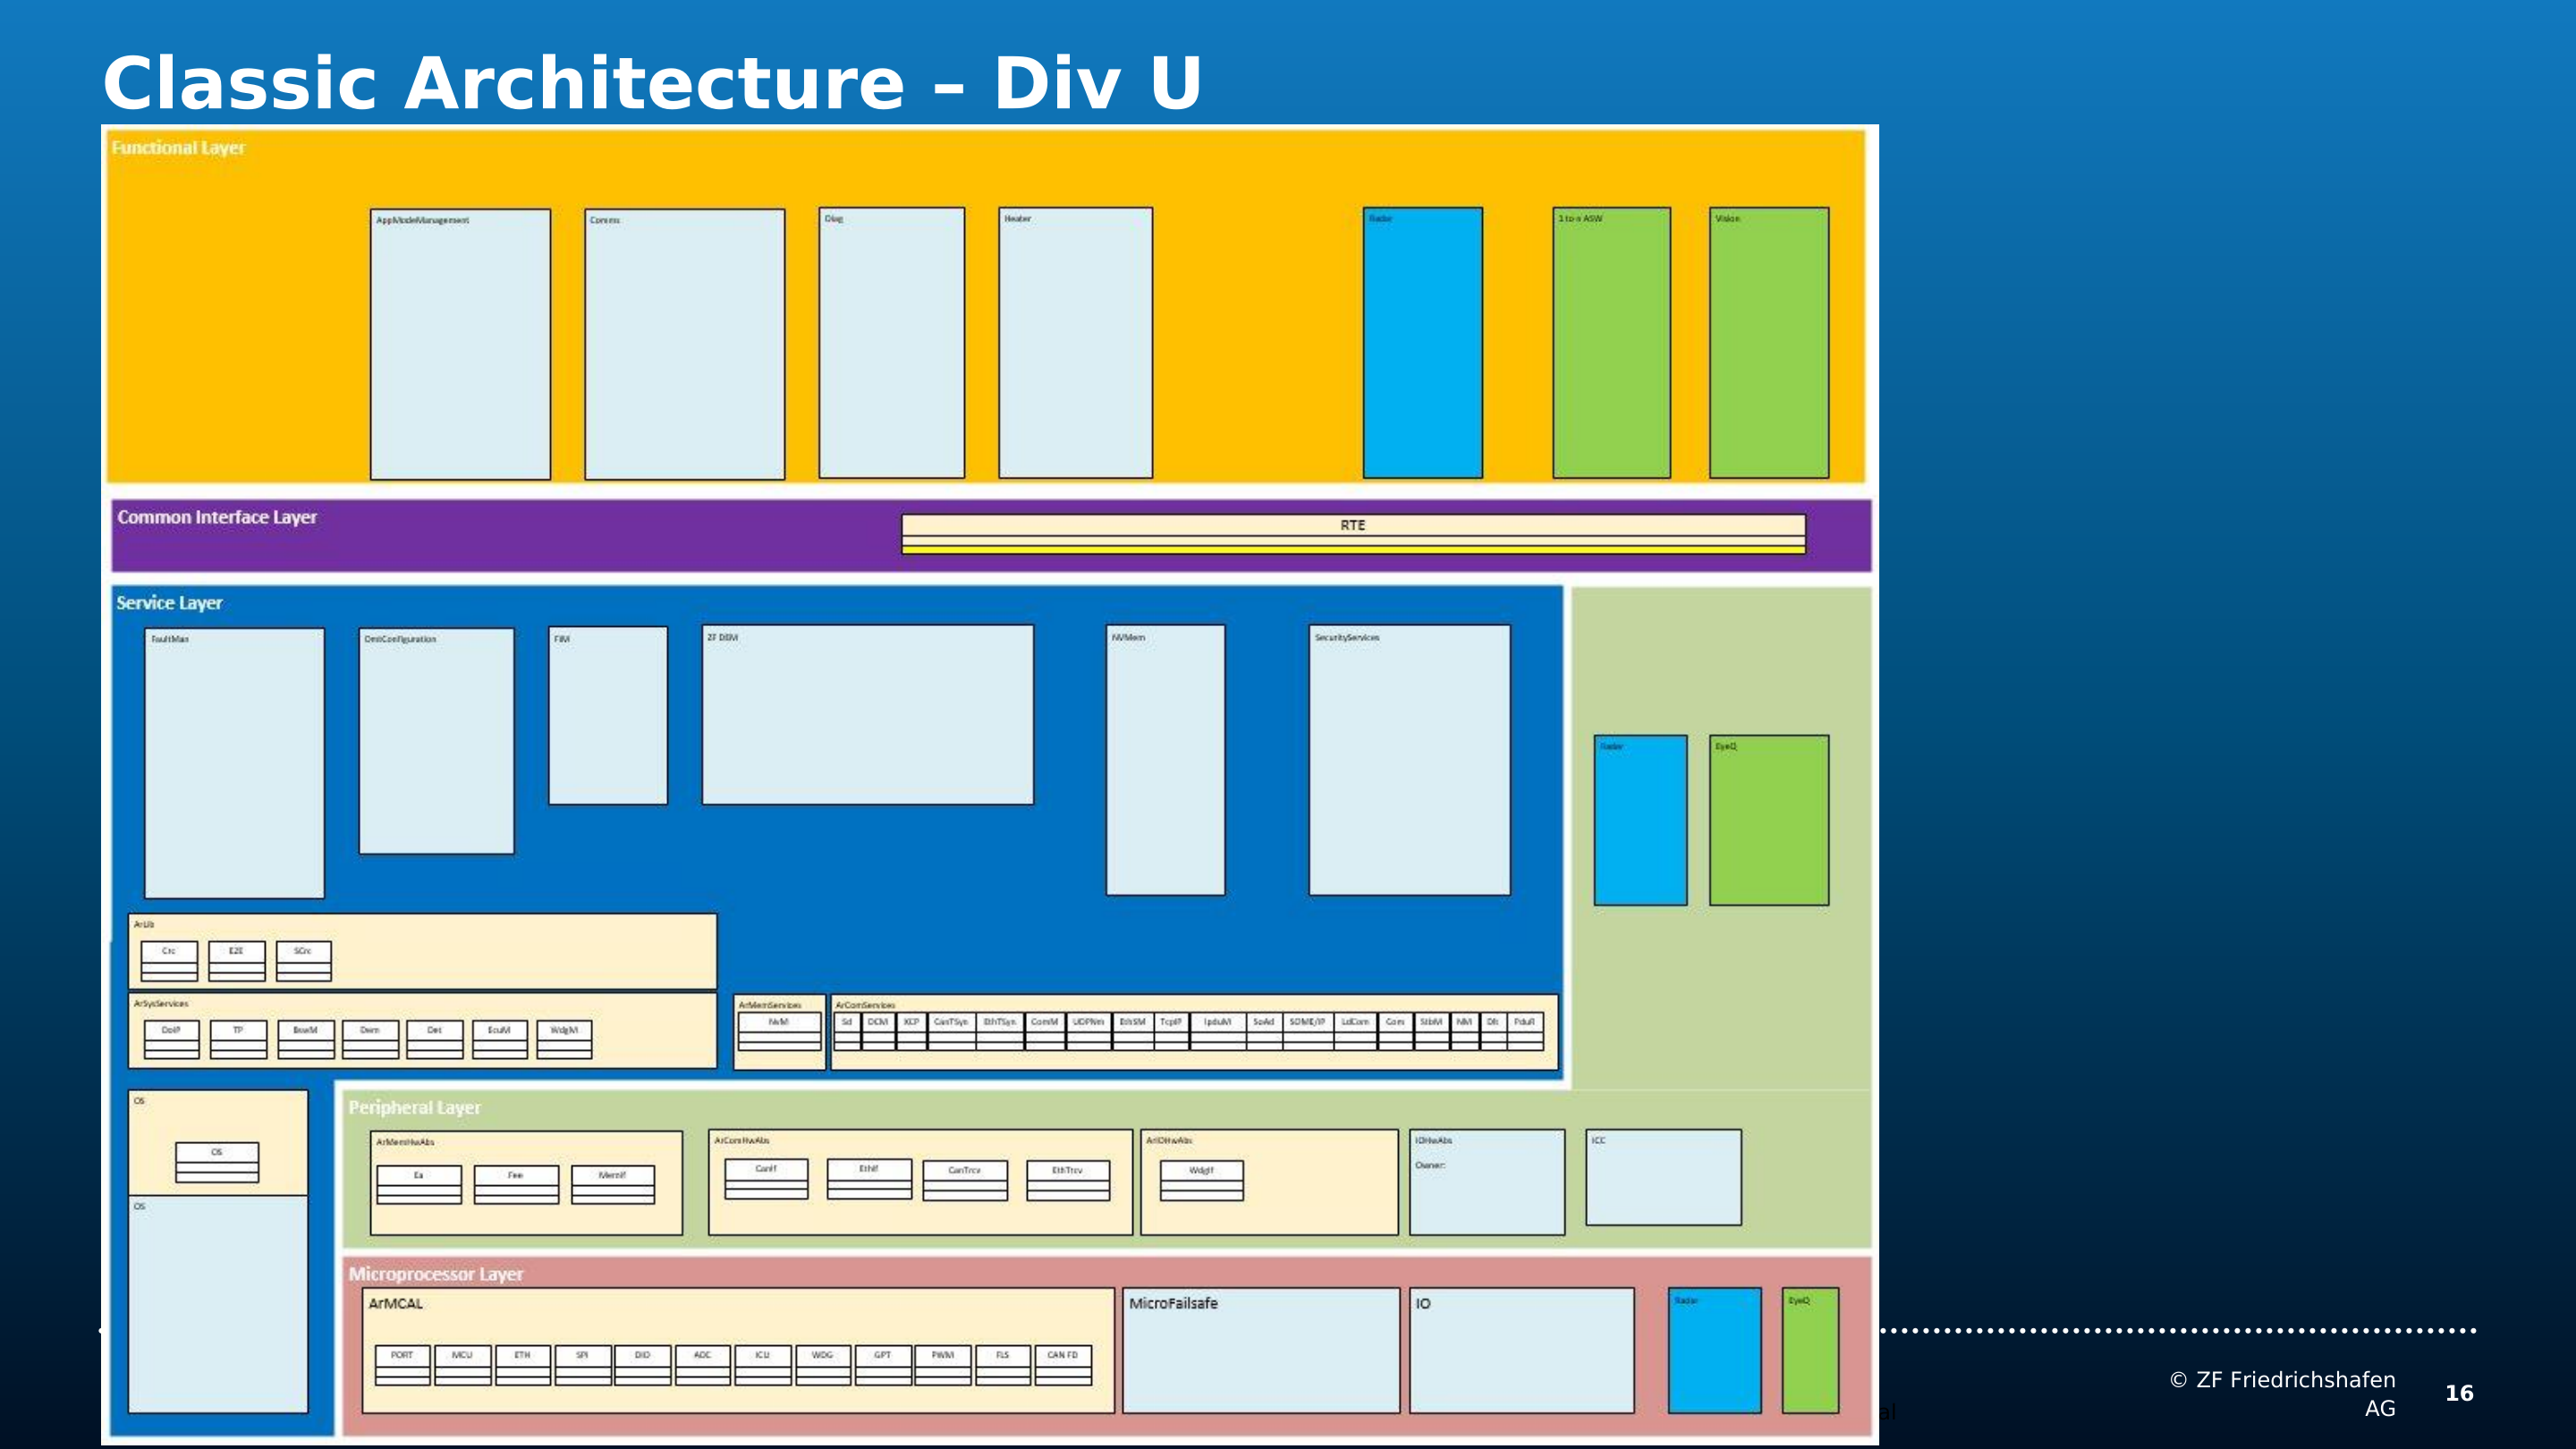 Classic Architecture – Div U
Functional Layer
AppModeManagement
Comms
Diag
Heater
Radar
1 to n ASW
Vision
Common Interface Layer
RTE
Service Layer
FaultMan
OmtConfiguration
FIM
ZF DEM
NVMem
SecurityServices
Radar
EyeQ
ArLib
Crc
E2E
SCrc
ArSysServices
DoIP
TP
BswM
Dem
Det
EcuM
WdgM
ArMemServices
NvM
ArComServices
Sd
DCM
XCP
CanTSyn
EthTSyn
ComM
UDPNm
EthSM
TcpIP
IpduM
SoAd
SOME/IP
LdCom
Com
StbM
NM
Dlt
PduR
OS
OS
OS
Peripheral Layer
ArMemHwAbs
Ea
Fee
MemIf
ArComHwAbs
CanIf
EthIf
CanTrcv
EthTrcv
ArIOHwAbs
WdgIf
IOHwAbs
Owner:
ICC
Microprocessor Layer
ArMCAL
PORT
MCU
ETH
SPI
DIO
ADC
ICU
WDG
GPT
PWM
FLS
CAN FD
MicroFailsafe
IO
Radar
EyeQ
© ZF Friedrichshafen
AG
16